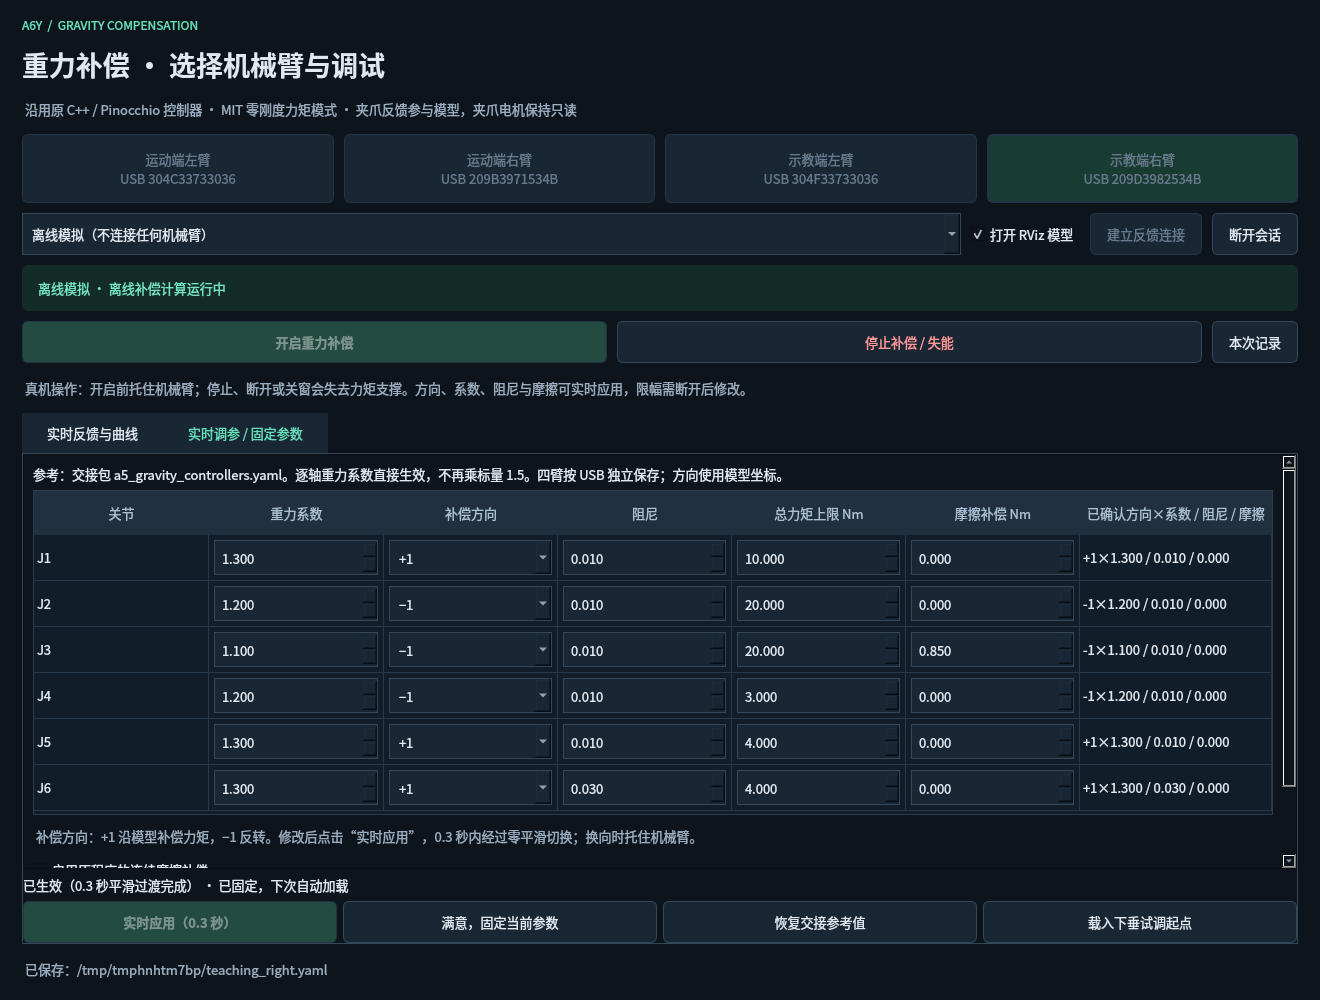 A6Y / GRAVITY COMPENSATION
重力补偿 · 选择机械臂与调试
沿用原 C++ / Pinocchio 控制器 · MIT 零刚度力矩模式 · 夹爪反馈参与模型，夹爪电机保持只读
运动端左臂
USB 304C33733036
运动端右臂
USB 209B3971534B
示教端左臂
USB 304F33733036
示教端右臂
USB 209D3982534B
离线模拟（不连接任何机械臂）
✓ 打开 RViz 模型
建立反馈连接
断开会话
离线模拟 · 离线补偿计算运行中
开启重力补偿
停止补偿 / 失能
本次记录
真机操作：开启前托住机械臂；停止、断开或关窗会失去力矩支撑。方向、系数、阻尼与摩擦可实时应用，限幅需断开后修改。
实时反馈与曲线
实时调参 / 固定参数
参考：交接包 a5_gravity_controllers.yaml。逐轴重力系数直接生效，不再乘标量 1.5。四臂按 USB 独立保存；方向使用模型坐标。
关节 重力系数 补偿方向 阻尼 总力矩上限 Nm 摩擦补偿 Nm 已确认方向×系数 / 阻尼 / 摩擦
J1 1.300 +1 0.010 10.000 0.000 +1×1.300 / 0.010 / 0.000
J2 1.200 −1 0.010 20.000 0.000 -1×1.200 / 0.010 / 0.000
J3 1.100 −1 0.010 20.000 0.850 -1×1.100 / 0.010 / 0.000
J4 1.200 −1 0.010 3.000 0.000 -1×1.200 / 0.010 / 0.000
J5 1.300 +1 0.010 4.000 0.000 +1×1.300 / 0.010 / 0.000
J6 1.300 +1 0.030 4.000 0.000 +1×1.300 / 0.030 / 0.000
补偿方向：+1 沿模型补偿力矩，−1 反转。修改后点击“实时应用”，0.3 秒内经过零平滑切换；换向时托住机械臂。
已生效（0.3 秒平滑过渡完成） · 已固定，下次自动加载
实时应用（0.3 秒）
满意，固定当前参数
恢复交接参考值
载入下垂试调起点
已保存：/tmp/tmphnhtm7bp/teaching_right.yaml